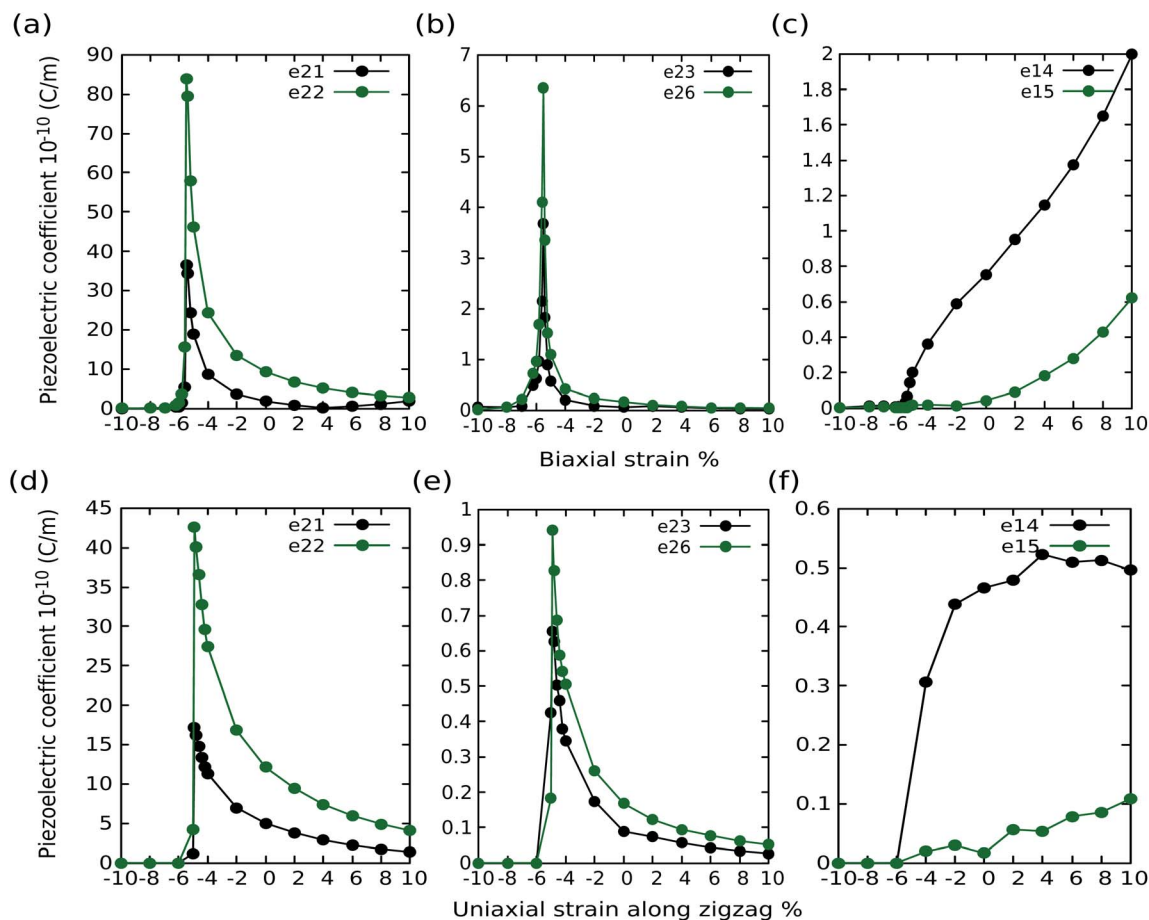 (a)
(b)
(c)
Piezoelectric coefficient 10⁻¹⁰ (C/m)
90
80
70
60
50
40
30
20
10
0
-10 -8 -6 -4 -2 0 2 4 6 8 10
e21
e22
7
6
5
4
3
2
1
0
-10 -8 -6 -4 -2 0 2 4 6 8 10
e23
e26
2
1.8
1.6
1.4
1.2
1
0.8
0.6
0.4
0.2
0
-10 -8 -6 -4 -2 0 2 4 6 8 10
e14
e15
Biaxial strain %
(d)
(e)
(f)
Piezoelectric coefficient 10⁻¹⁰ (C/m)
45
40
35
30
25
20
15
10
5
0
-10 -8 -6 -4 -2 0 2 4 6 8 10
e21
e22
1
0.9
0.8
0.7
0.6
0.5
0.4
0.3
0.2
0.1
0
-10 -8 -6 -4 -2 0 2 4 6 8 10
e23
e26
0.6
0.5
0.4
0.3
0.2
0.1
0
-10 -8 -6 -4 -2 0 2 4 6 8 10
e14
e15
Uniaxial strain along zigzag %